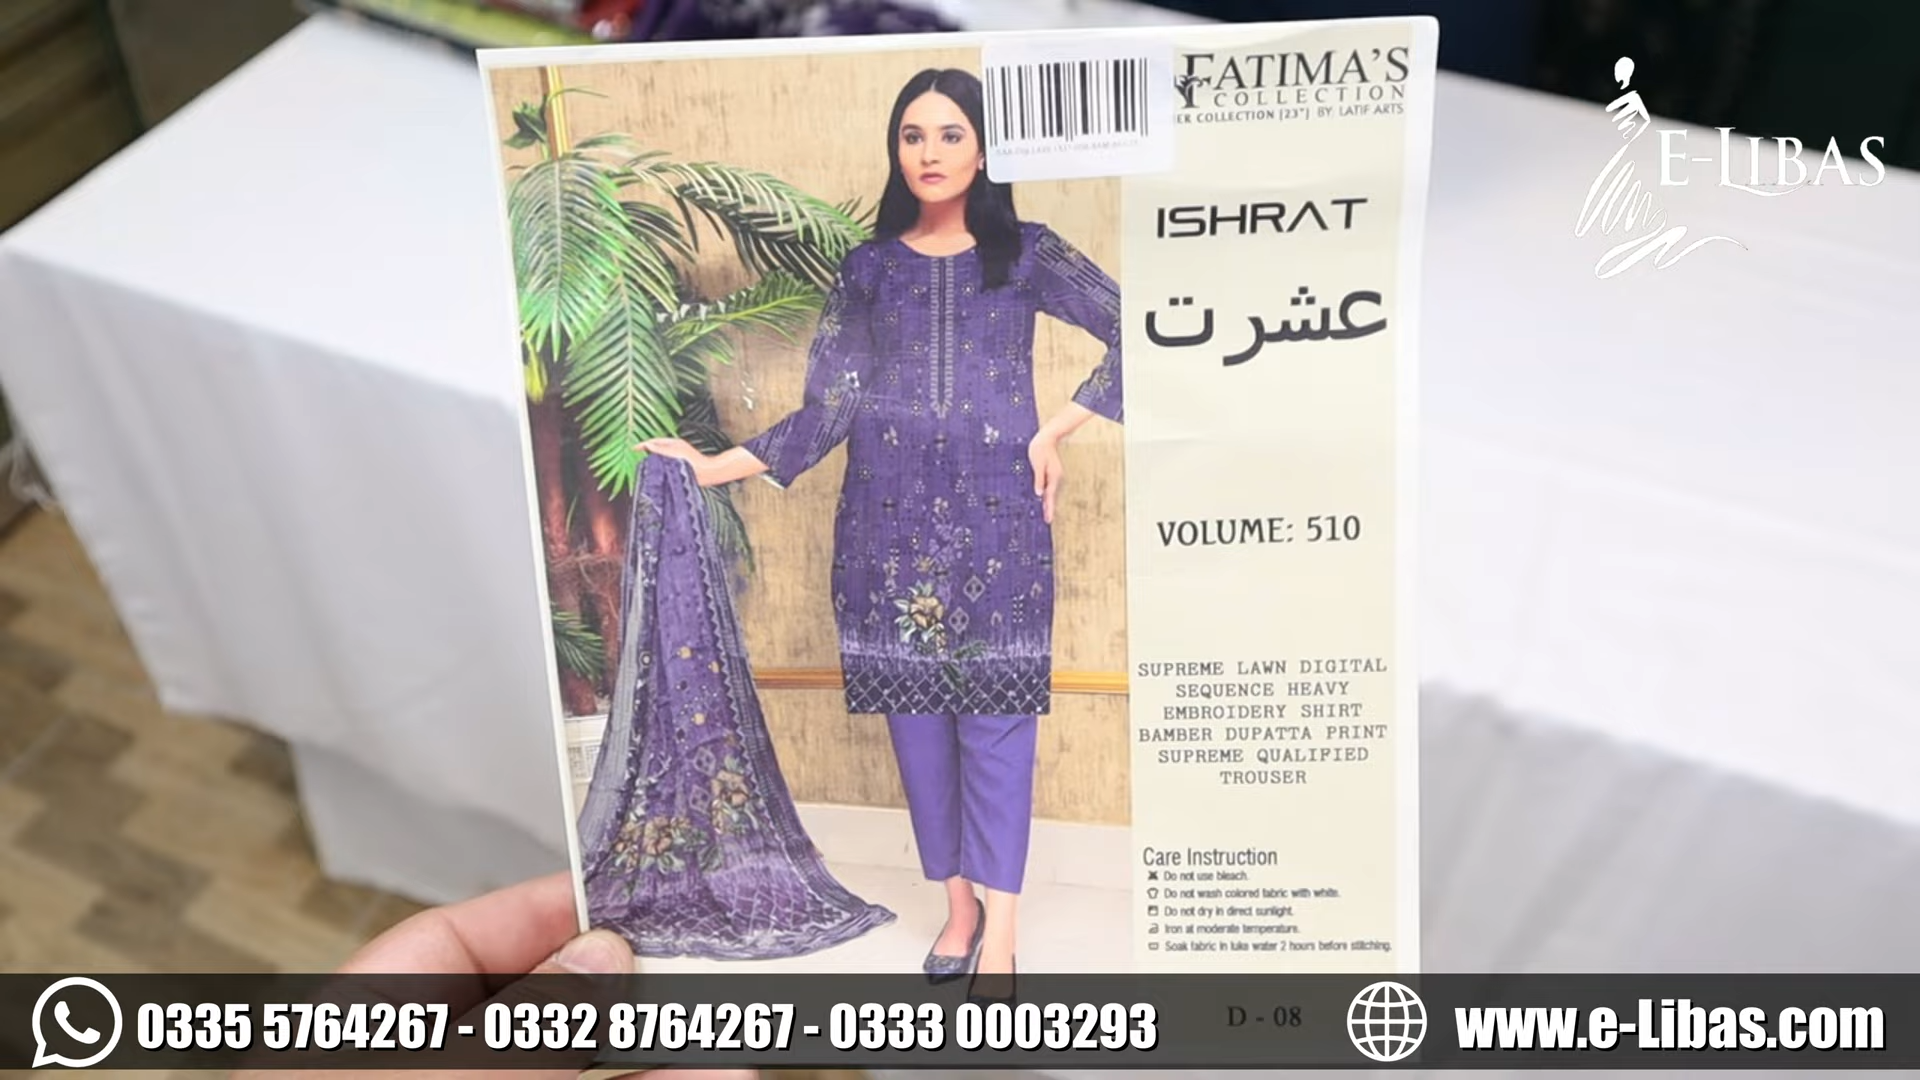 FATIMA'S
COLLECTION
ER COLLECTION [23"] BY: LATIF ARTS
E-LIBAS
ISHRAT
عشرت
VOLUME: 510
SUPREME LAWN DIGITAL
SEQUENCE HEAVY
EMBROIDERY SHIRT
BAMBER DUPATTA PRINT
SUPREME QUALIFIED
TROUSER
Care Instruction
Do not use bleach.
Do not wash colored fabric with white.
Do not dry in direct sunlight.
Iron at moderate temperature.
Soak fabric in luke water 2 hours before stitching.
D - 08
0335 5764267 - 0332 8764267 - 0333 0003293
www.e-Libas.com